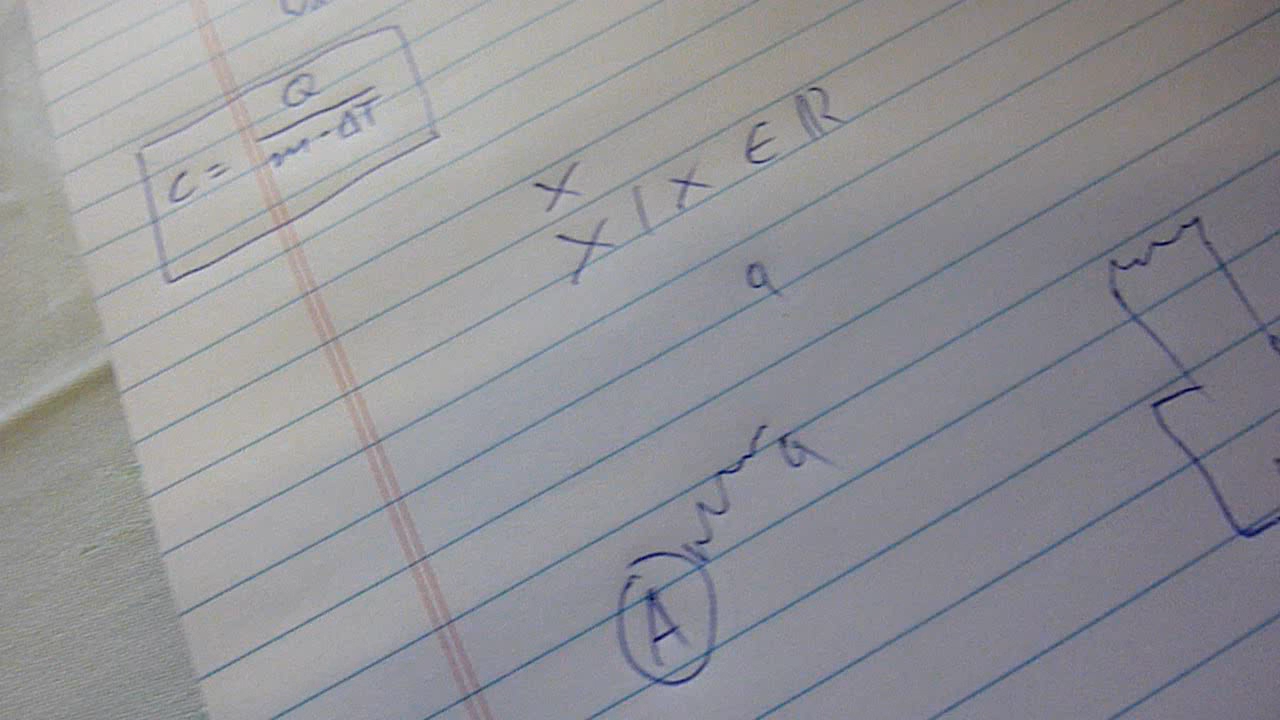 c = Q / m · ΔT
X
X | X ∈ ℝ
a
a
A